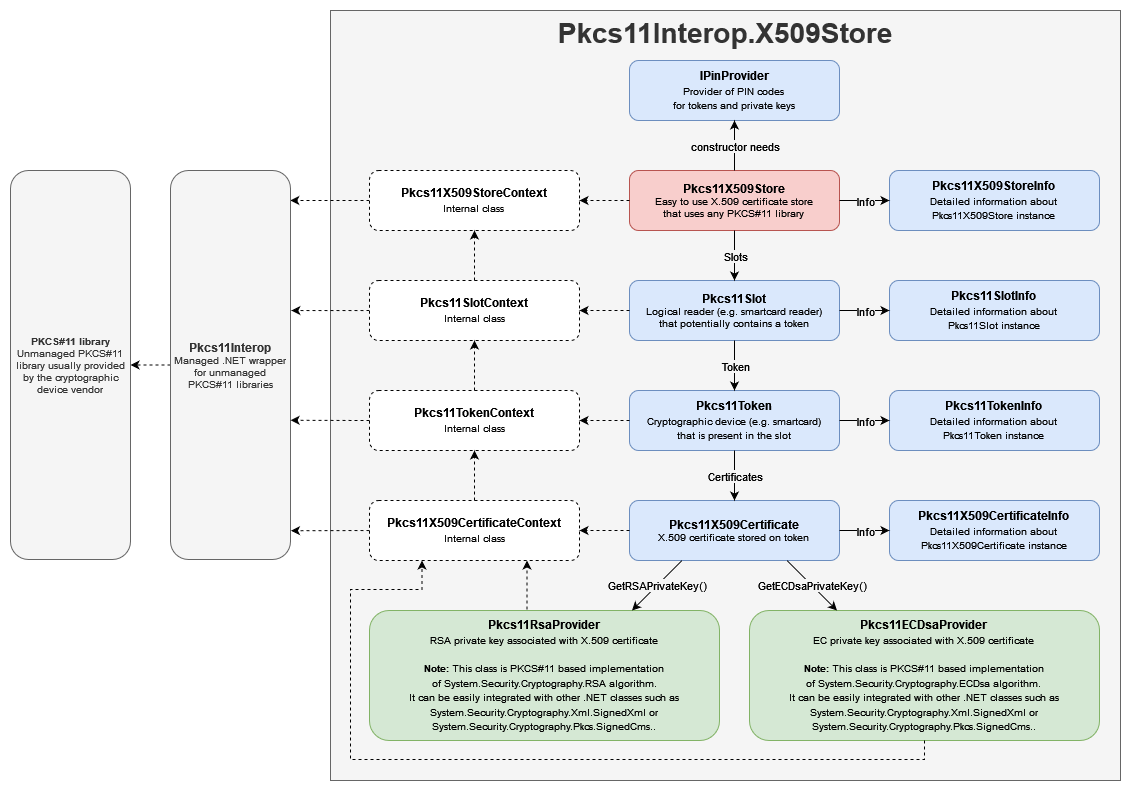 Pkcs11Interop.X509Store
IPinProvider
Provider of PIN codes
for tokens and private keys
constructor needs
Pkcs11X509StoreContext
Internal class
Pkcs11X509Store
Easy to use X.509 certificate store
that uses any PKCS#11 library
Info
Pkcs11X509StoreInfo
Detailed information about
Pkcs11X509Store instance
Slots
Pkcs11SlotContext
Internal class
Pkcs11Slot
Logical reader (e.g. smartcard reader)
that potentially contains a token
Info
Pkcs11SlotInfo
Detailed information about
Pkcs11Slot instance
PKCS#11 library
Unmanaged PKCS#11
library usually provided
by the cryptographic
device vendor
Pkcs11Interop
Managed .NET wrapper
for unmanaged
PKCS#11 libraries
Token
Pkcs11TokenContext
Internal class
Pkcs11Token
Cryptographic device (e.g. smartcard)
that is present in the slot
Info
Pkcs11TokenInfo
Detailed information about
Pkcs11Token instance
Certificates
Pkcs11X509CertificateContext
Internal class
Pkcs11X509Certificate
X.509 certificate stored on token
Info
Pkcs11X509CertificateInfo
Detailed information about
Pkcs11X509Certificate instance
GetRSAPrivateKey()
GetECDsaPrivateKey()
Pkcs11RsaProvider
RSA private key associated with X.509 certificate
Note: This class is PKCS#11 based implementation
of System.Security.Cryptography.RSA algorithm.
It can be easily integrated with other .NET classes such as
System.Security.Cryptography.Xml.SignedXml or
System.Security.Cryptography.Pkcs.SignedCms..
Pkcs11ECDsaProvider
EC private key associated with X.509 certificate
Note: This class is PKCS#11 based implementation
of System.Security.Cryptography.ECDsa algorithm.
It can be easily integrated with other .NET classes such as
System.Security.Cryptography.Xml.SignedXml or
System.Security.Cryptography.Pkcs.SignedCms..